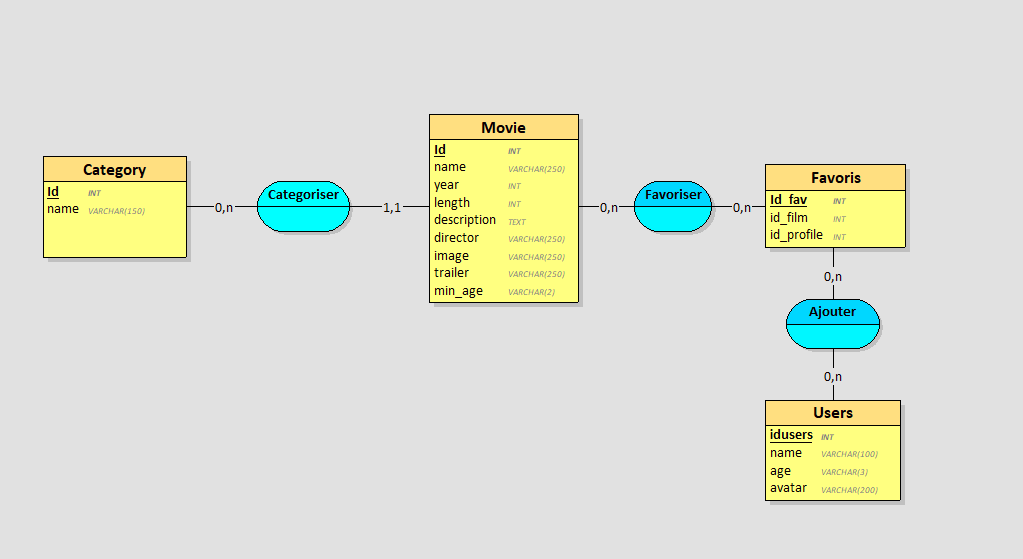 Category
Id INT
name VARCHAR(150)
0,n
Categoriser
1,1
Movie
Id INT
name VARCHAR(250)
year INT
length INT
description TEXT
director VARCHAR(250)
image VARCHAR(250)
trailer VARCHAR(250)
min_age VARCHAR(2)
0,n
Favoriser
0,n
Favoris
Id_fav INT
id_film INT
id_profile INT
0,n
Ajouter
0,n
Users
idusers INT
name VARCHAR(100)
age VARCHAR(3)
avatar VARCHAR(200)